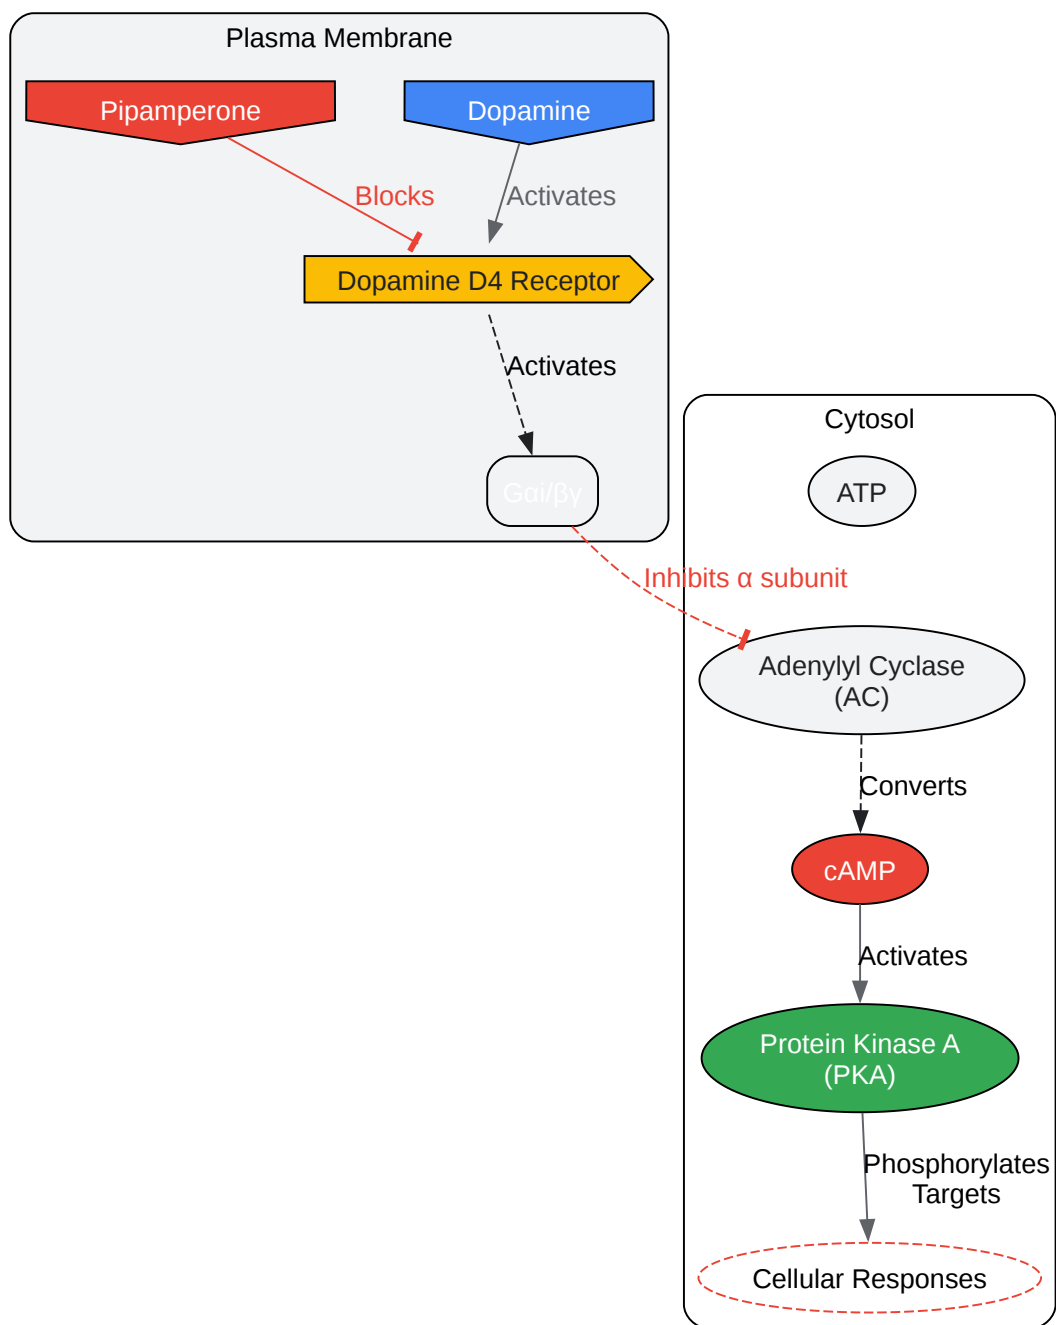 Plasma Membrane
Pipamperone
Dopamine
Blocks
Activates
Dopamine D4 Receptor
Activates
Gαi/βγ
Cytosol
ATP
Inhibits α subunit
Adenylyl Cyclase
(AC)
Converts
cAMP
Activates
Protein Kinase A
(PKA)
Phosphorylates
Targets
Cellular Responses